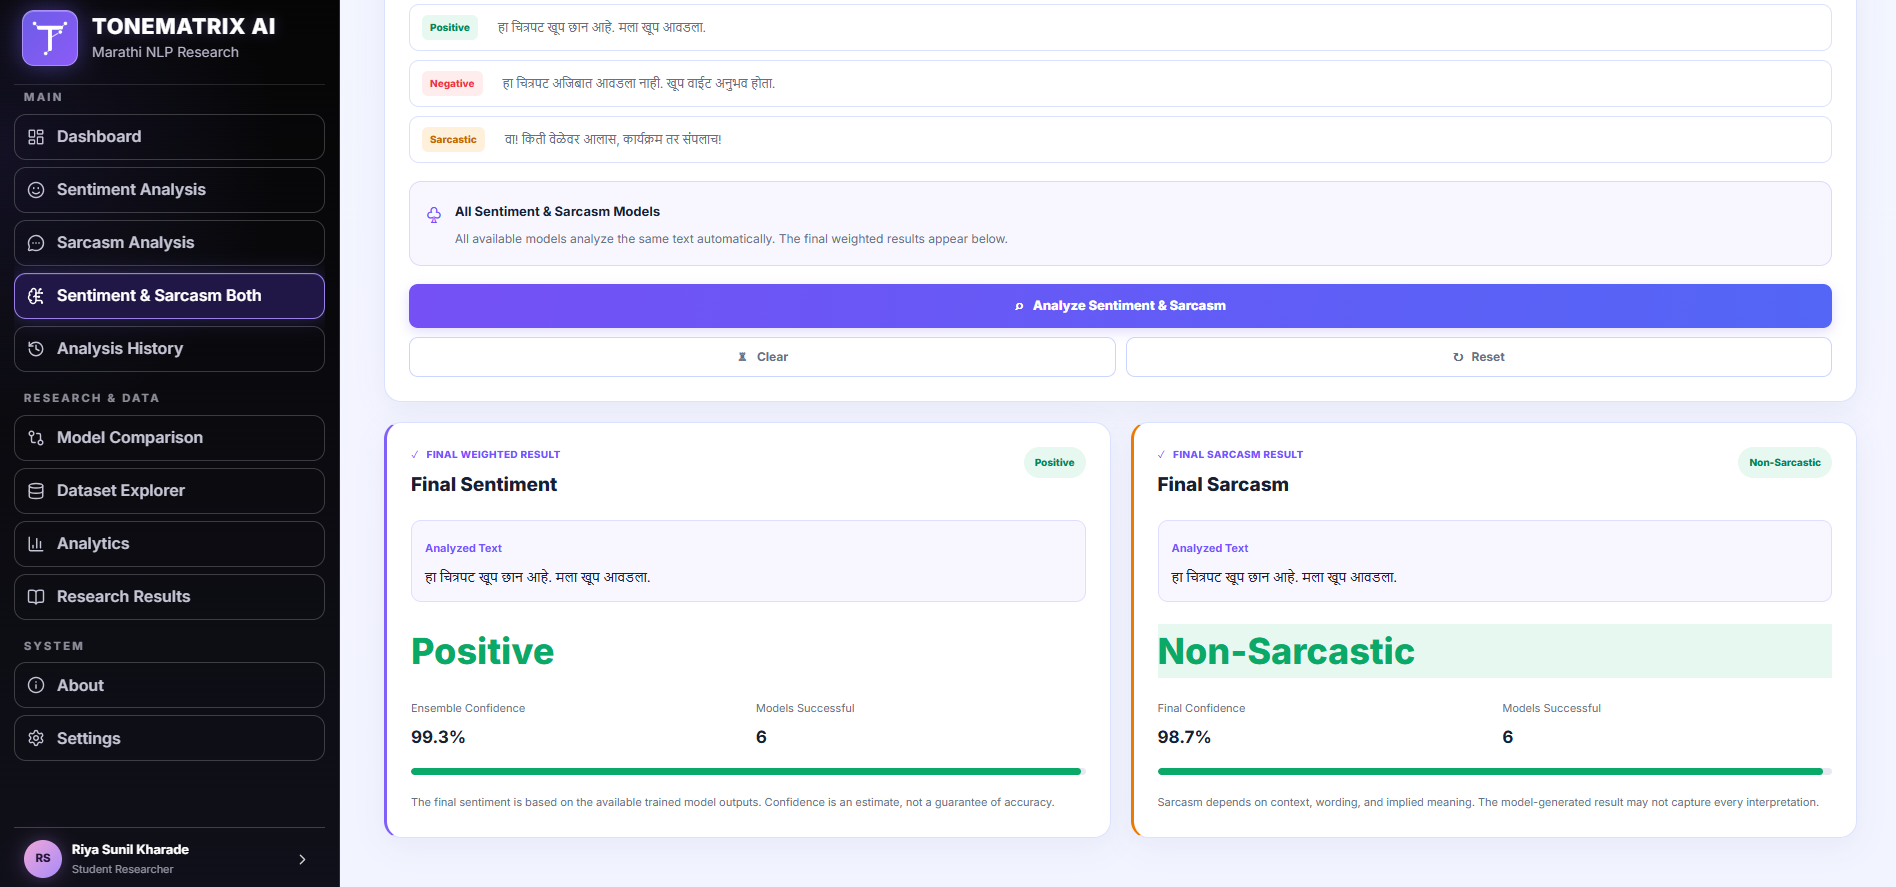 TONEMATRIX AI
Marathi NLP Research
MAIN
Dashboard
Sentiment Analysis
Sarcasm Analysis
Sentiment & Sarcasm Both
Analysis History
RESEARCH & DATA
Model Comparison
Dataset Explorer
Analytics
Research Results
SYSTEM
About
Settings
RS
Riya Sunil Kharade
Student Researcher
Positive हा चित्रपट खूप छान आहे. मला खूप आवडला.
Negative हा चित्रपट अजिबात आवडला नाही. खूप वाईट अनुभव होता.
Sarcastic वा! किती वेळेवर आलास, कार्यक्रम तर संपलाच!
All Sentiment & Sarcasm Models
All available models analyze the same text automatically. The final weighted results appear below.
Analyze Sentiment & Sarcasm
Clear
Reset
FINAL WEIGHTED RESULT
Positive
Final Sentiment
Analyzed Text
हा चित्रपट खूप छान आहे. मला खूप आवडला.
Positive
Ensemble Confidence
Models Successful
99.3%
6
The final sentiment is based on the available trained model outputs. Confidence is an estimate, not a guarantee of accuracy.
FINAL SARCASM RESULT
Non-Sarcastic
Final Sarcasm
Analyzed Text
हा चित्रपट खूप छान आहे. मला खूप आवडला.
Non-Sarcastic
Final Confidence
Models Successful
98.7%
6
Sarcasm depends on context, wording, and implied meaning. The model-generated result may not capture every interpretation.